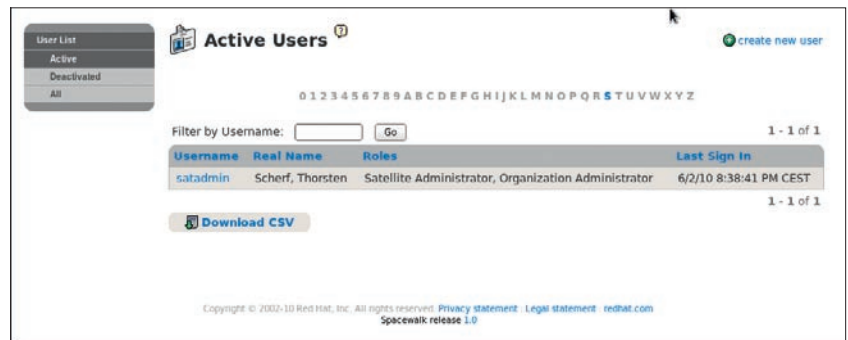 User List
Active
Deactivated
All
Active Users ?
create new user
0 1 2 3 4 5 6 7 8 9 A B C D E F G H I J K L M N O P Q R S T U V W X Y Z
Filter by Username: Go
1 - 1 of 1
Username Real Name Roles Last Sign In
satadmin Scherf, Thorsten Satellite Administrator, Organization Administrator 6/2/10 8:38:41 PM CEST
1 - 1 of 1
Download CSV
Copyright © 2002-10 Red Hat, Inc. All rights reserved. Privacy statement : Legal statement : redhat.com
Spacewalk release 1.0